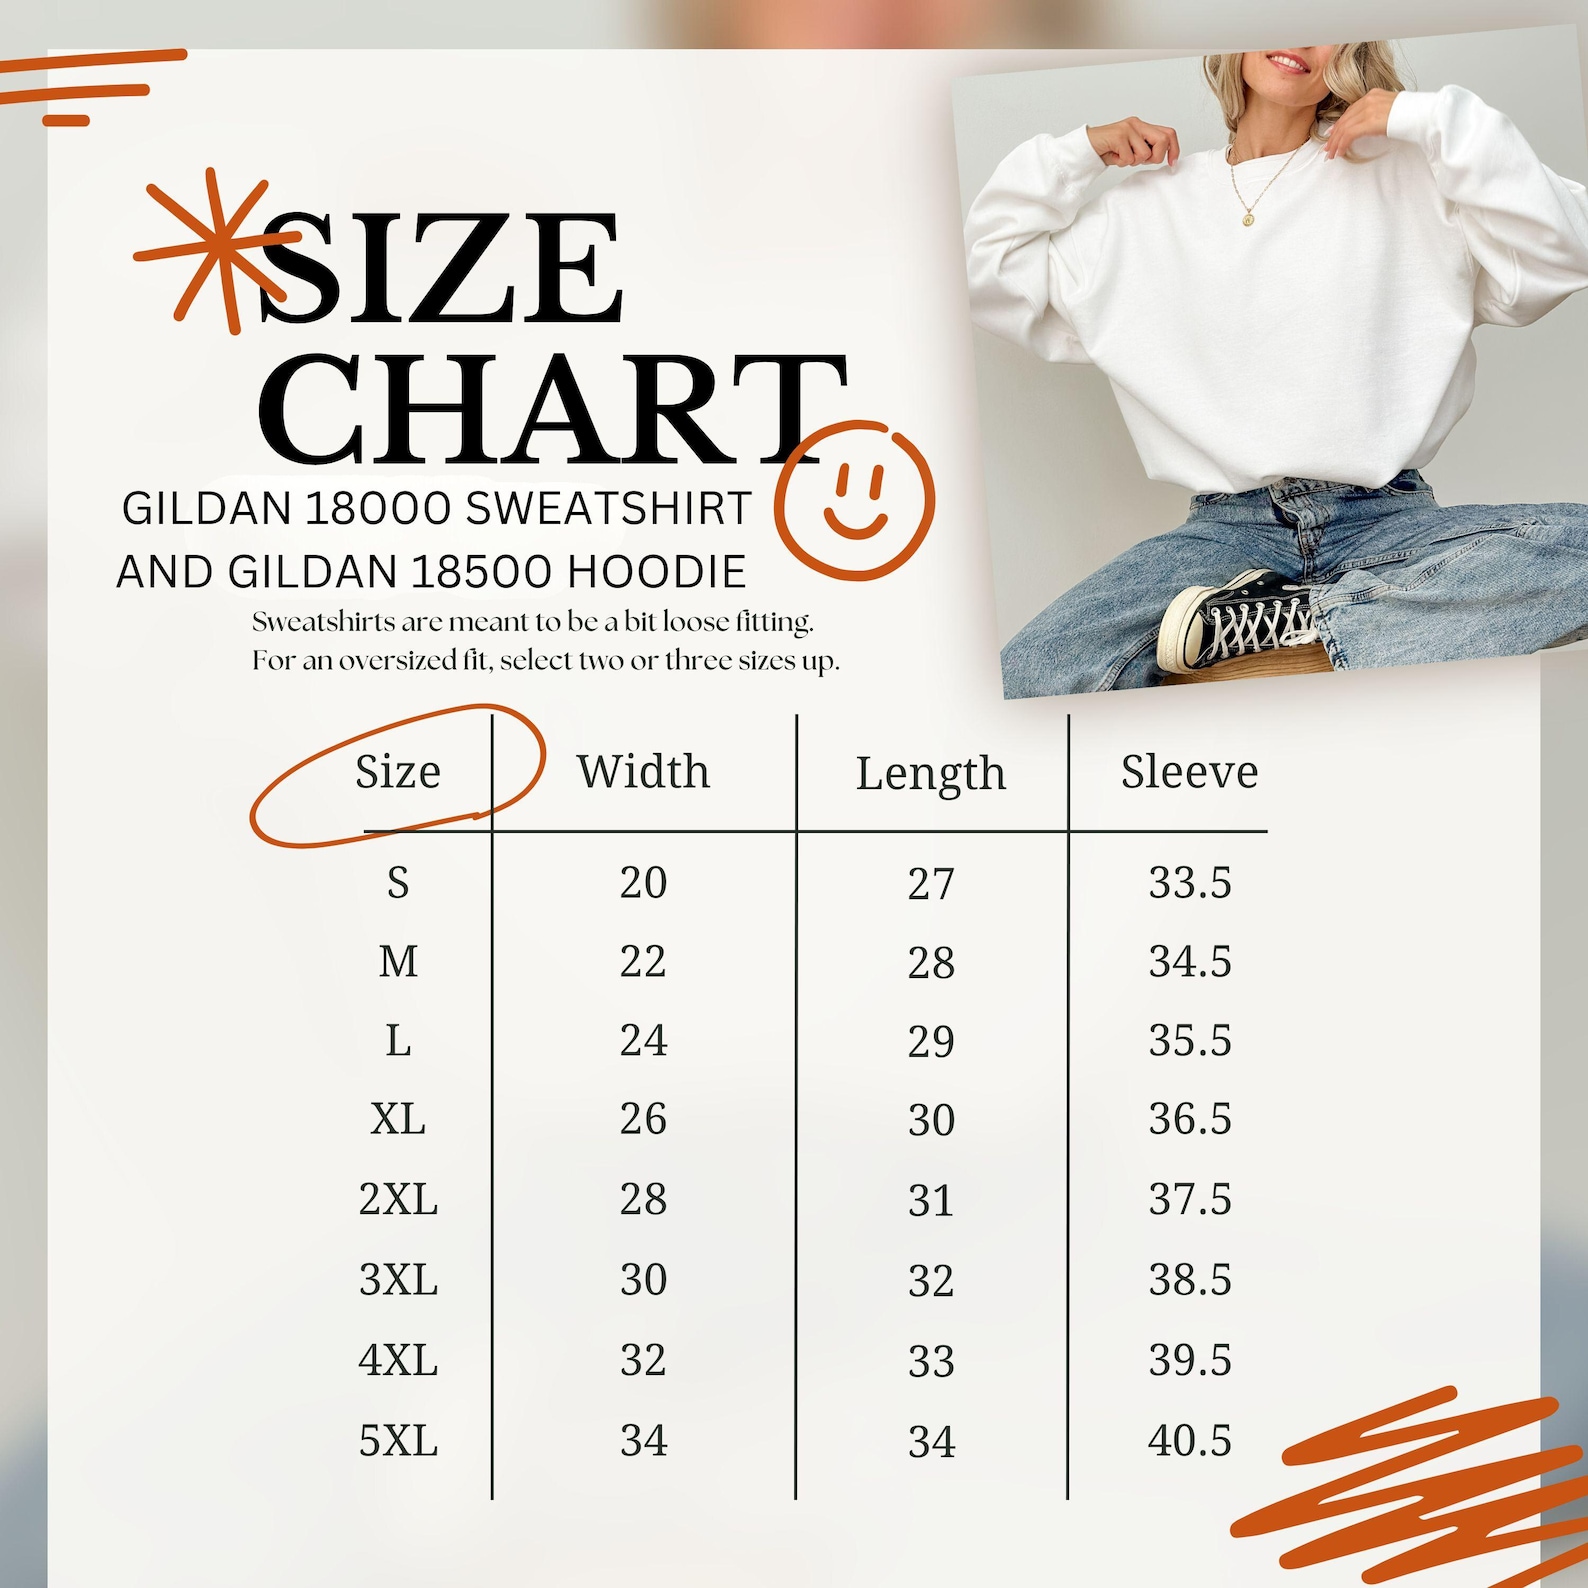 SIZE
CHART
GILDAN 18000 SWEATSHIRT
AND GILDAN 18500 HOODIE
Sweatshirts are meant to be a bit loose fitting.
For an oversized fit, select two or three sizes up.
Size Width Length Sleeve
S 20 27 33.5
M 22 28 34.5
L 24 29 35.5
XL 26 30 36.5
2XL 28 31 37.5
3XL 30 32 38.5
4XL 32 33 39.5
5XL 34 34 40.5